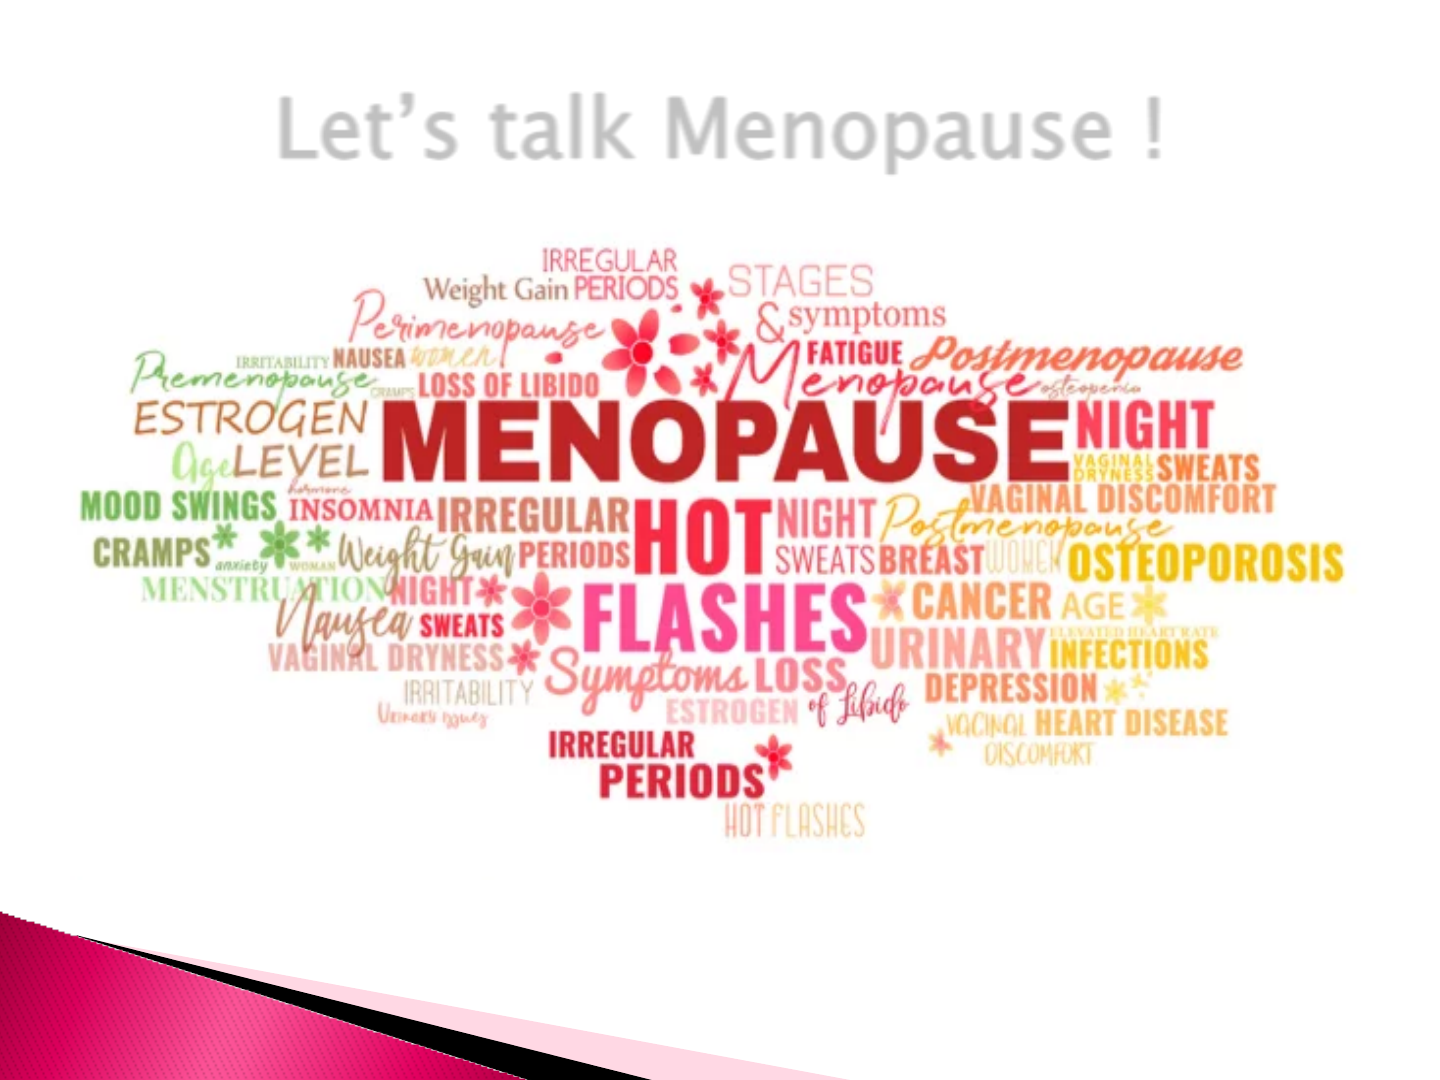 Let’s talk Menopause !
IRREGULAR
Weight Gain PERIODS
STAGES
& symptoms
Perimenopause
IRRITABILITY NAUSEA women!
FATIGUE Postmenopause
Premenopause CRAMPS LOSS OF LIBIDO
Menopause osteopenia
ESTROGEN
LEVEL
Age
MENOPAUSE
NIGHT
VAGINAL
DRYNESS SWEATS
hormone
MOOD SWINGS INSOMNIA IRREGULAR
PERIODS
HOT
FLASHES
NIGHT
SWEATS
VAGINAL DISCOMFORT
Postmenopause
CRAMPS anxiety WOMAN Weight Gain
BREAST WOMEN OSTEOPOROSIS
MENSTRUATION NIGHT
SWEATS
Nausea
CANCER AGE
VAGINAL DRYNESS
URINARY ELEVATED HEART RATE
INFECTIONS
Symptoms LOSS
of Libido
IRRITABILITY
ESTROGEN
DEPRESSION
Urinary issues
VAGINAL HEART DISEASE
DISCOMFORT
IRREGULAR
PERIODS
HOT FLASHES